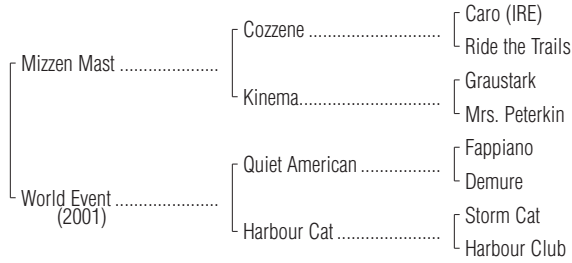 Caro (IRE)
Cozzene ..............................
Ride the Trails
Mizzen Mast .....................
Graustark
Kinema................................
Mrs. Peterkin
Fappiano
Quiet American ..................
Demure
World Event ......................
(2001)
Storm Cat
Harbour Cat .......................
Harbour Club